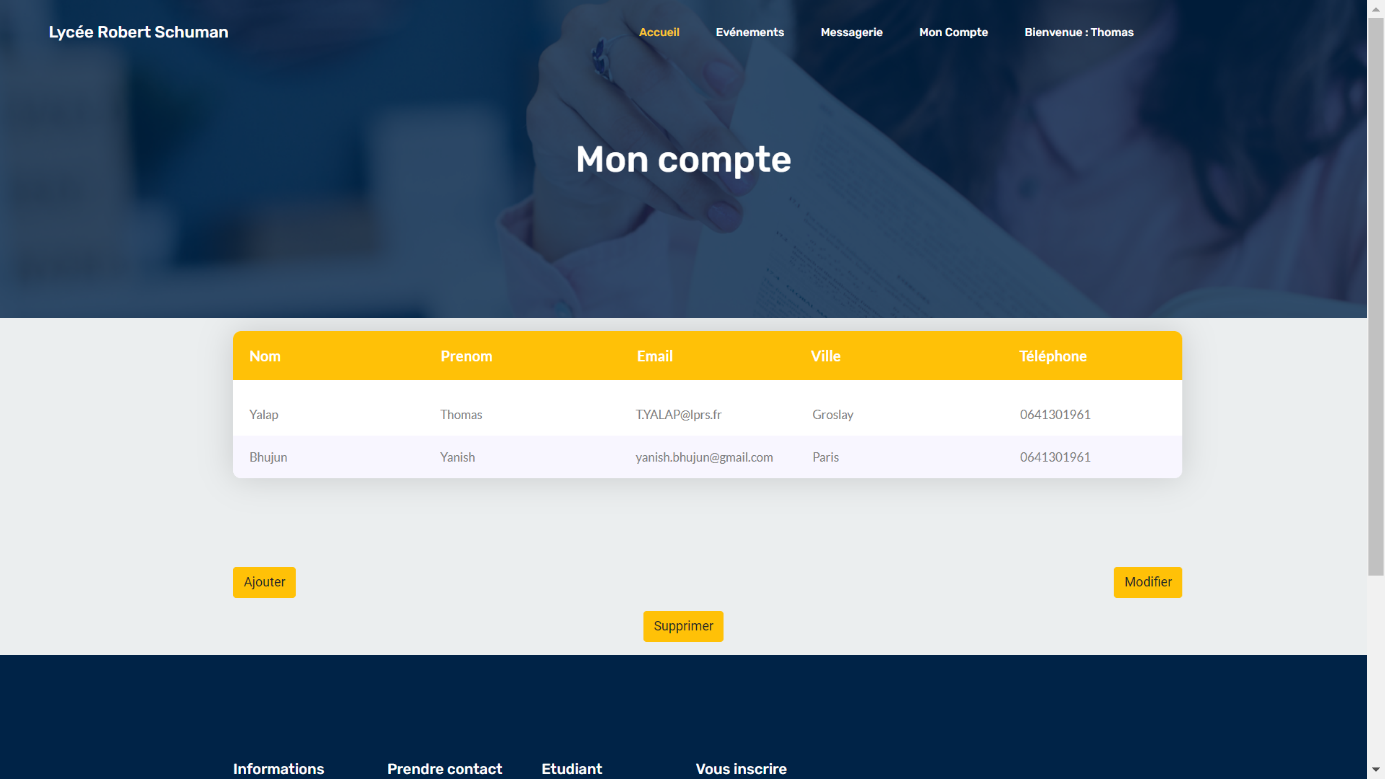 Lycée Robert Schuman Accueil Evénements Messagerie Mon Compte Bienvenue : Thomas
Mon compte
Nom Prenom Email Ville Téléphone
Yalap Thomas T.YALAP@lprs.fr Groslay 0641301961
Bhujun Yanish yanish.bhujun@gmail.com Paris 0641301961
Ajouter Modifier
Supprimer
Informations Prendre contact Etudiant Vous inscrire